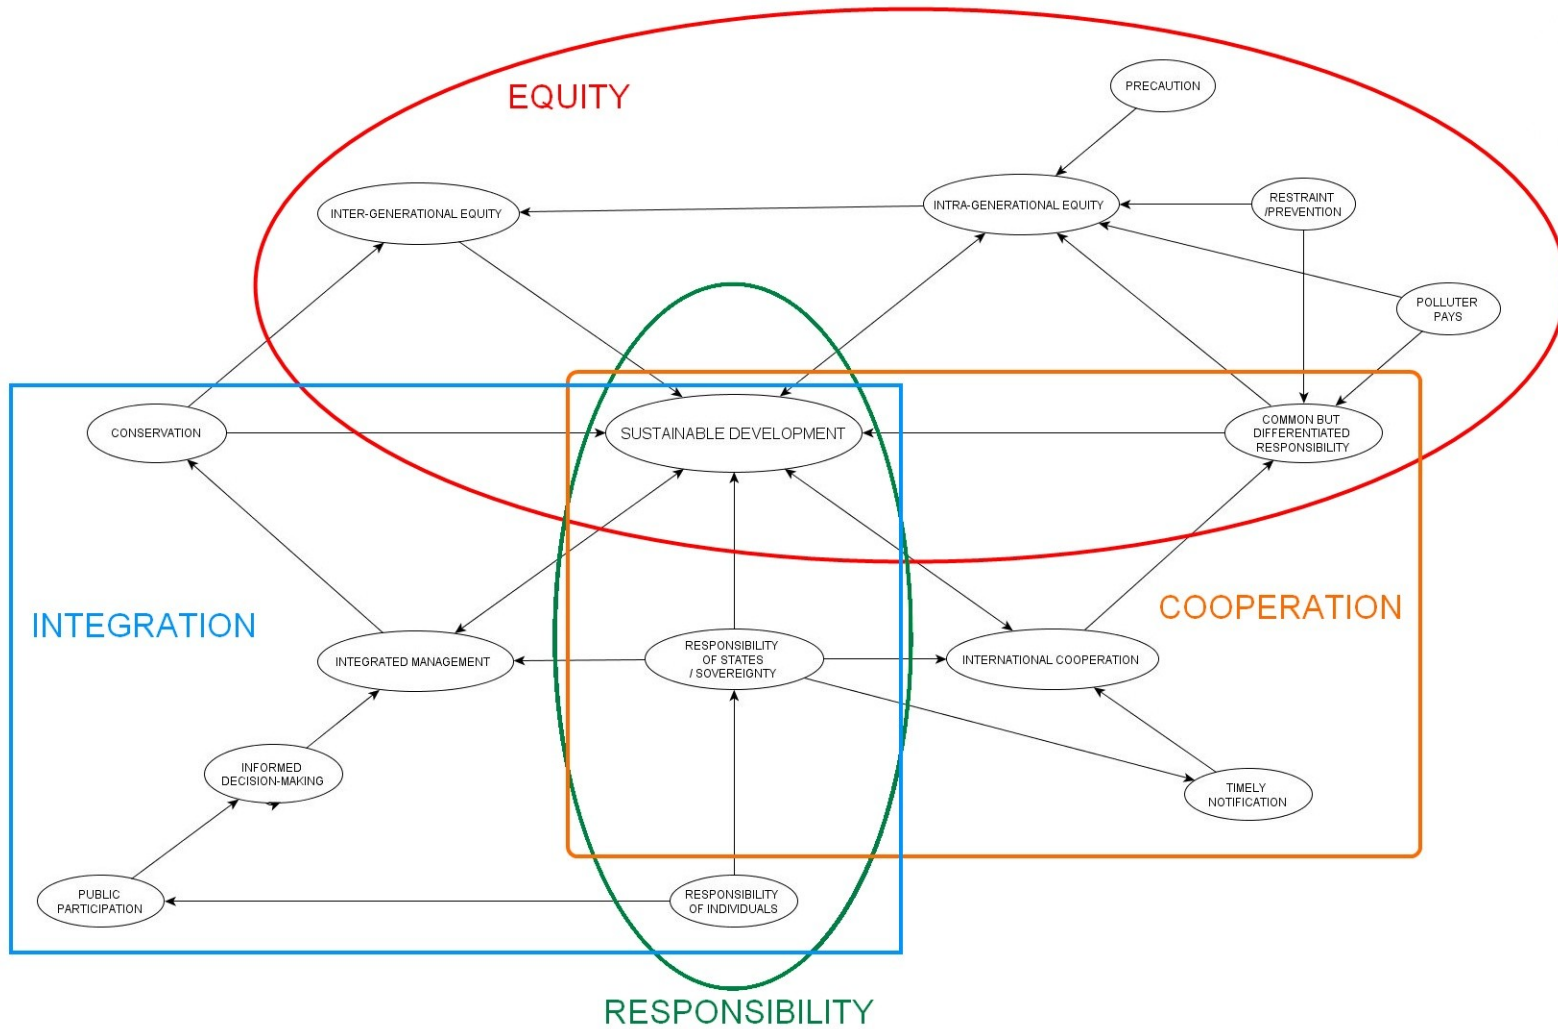 EQUITY
PRECAUTION
INTER-GENERATIONAL EQUITY
INTRA-GENERATIONAL EQUITY
RESTRAINT
/PREVENTION
POLLUTER
PAYS
CONSERVATION
SUSTAINABLE DEVELOPMENT
COMMON BUT
DIFFERENTIATED
RESPONSIBILITY
INTEGRATION
COOPERATION
INTEGRATED MANAGEMENT
RESPONSIBILITY
OF STATES
/ SOVEREIGNTY
INTERNATIONAL COOPERATION
INFORMED
DECISION-MAKING
TIMELY
NOTIFICATION
PUBLIC
PARTICIPATION
RESPONSIBILITY
OF INDIVIDUALS
RESPONSIBILITY